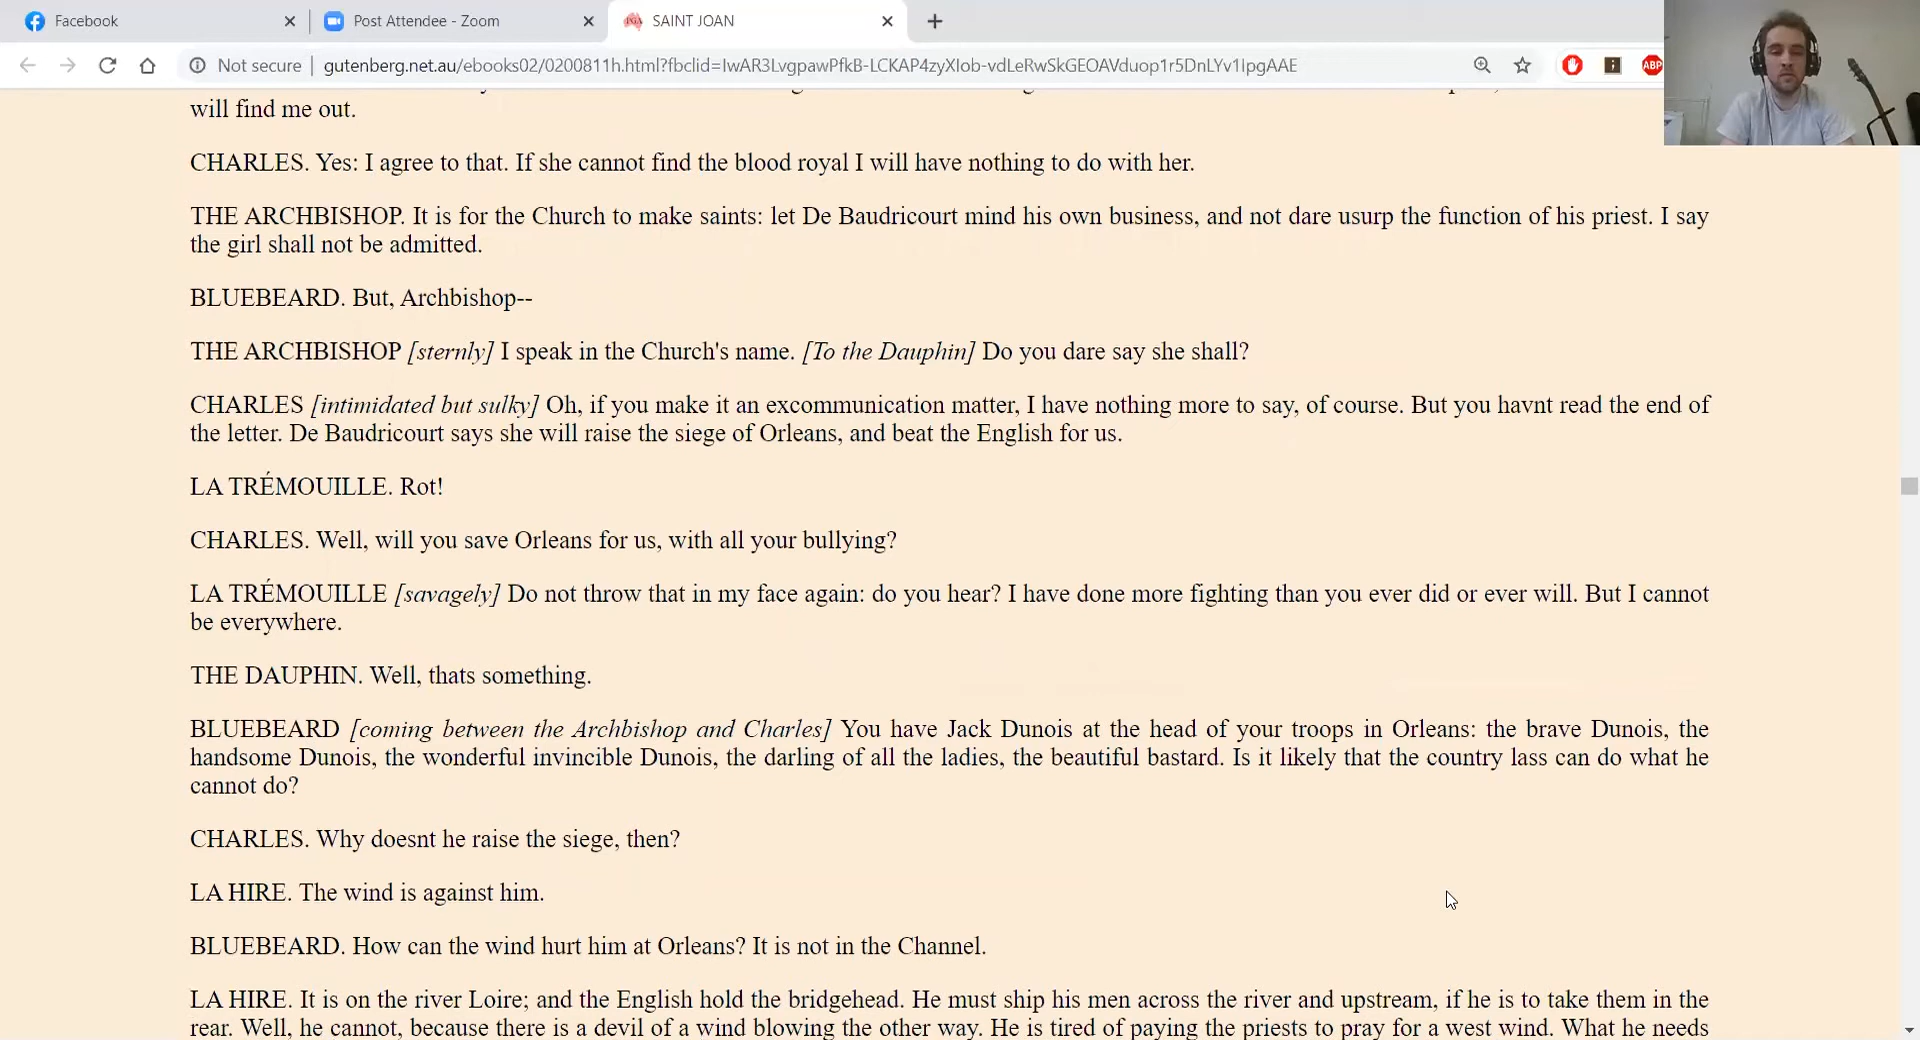 Facebook
Post Attendee - Zoom
SAINT JOAN
Not secure
gutenberg.net.au/ebooks02/0200811h.html?fbclid=IwAR3LvgpawPfkB-LCKAP4zyXIob-vdLeRwSkGEOAVduop1r5DnLYv1IpgAAE
ABP
will find me out.
CHARLES. Yes: I agree to that. If she cannot find the blood royal I will have nothing to do with her.
THE ARCHBISHOP. It is for the Church to make saints: let De Baudricourt mind his own business, and not dare usurp the function of his priest. I say
the girl shall not be admitted.
BLUEBEARD. But, Archbishop--
THE ARCHBISHOP [sternly] I speak in the Church's name. [To the Dauphin] Do you dare say she shall?
CHARLES [intimidated but sulky] Oh, if you make it an excommunication matter, I have nothing more to say, of course. But you havnt read the end of
the letter. De Baudricourt says she will raise the siege of Orleans, and beat the English for us.
LA TRÉMOUILLE. Rot!
CHARLES. Well, will you save Orleans for us, with all your bullying?
LA TRÉMOUILLE [savagely] Do not throw that in my face again: do you hear? I have done more fighting than you ever did or ever will. But I cannot
be everywhere.
THE DAUPHIN. Well, thats something.
BLUEBEARD [coming between the Archbishop and Charles] You have Jack Dunois at the head of your troops in Orleans: the brave Dunois, the
handsome Dunois, the wonderful invincible Dunois, the darling of all the ladies, the beautiful bastard. Is it likely that the country lass can do what he
cannot do?
CHARLES. Why doesnt he raise the siege, then?
LA HIRE. The wind is against him.
BLUEBEARD. How can the wind hurt him at Orleans? It is not in the Channel.
LA HIRE. It is on the river Loire; and the English hold the bridgehead. He must ship his men across the river and upstream, if he is to take them in the
rear. Well, he cannot, because there is a devil of a wind blowing the other way. He is tired of paying the priests to pray for a west wind. What he needs